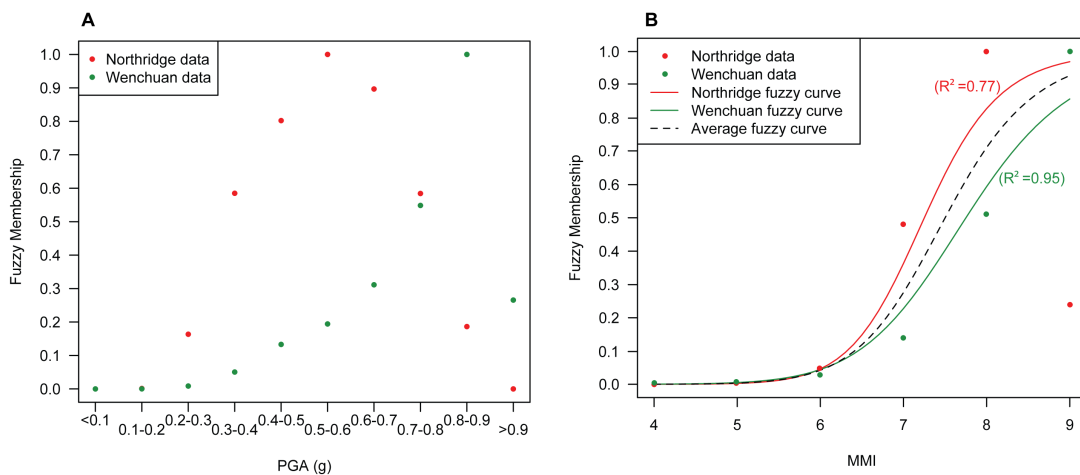 A
Northridge data
Wenchuan data
Fuzzy Membership
1.0
0.9
0.8
0.7
0.6
0.5
0.4
0.3
0.2
0.1
0.0
<0.1
0.1-0.2
0.2-0.3
0.3-0.4
0.4-0.5
0.5-0.6
0.6-0.7
0.7-0.8
0.8-0.9
>0.9
PGA (g)
B
Northridge data
Wenchuan data
Northridge fuzzy curve
Wenchuan fuzzy curve
Average fuzzy curve
(R² =0.77)
(R² =0.95)
Fuzzy Membership
1.0
0.9
0.8
0.7
0.6
0.5
0.4
0.3
0.2
0.1
0.0
4
5
6
7
8
9
MMI